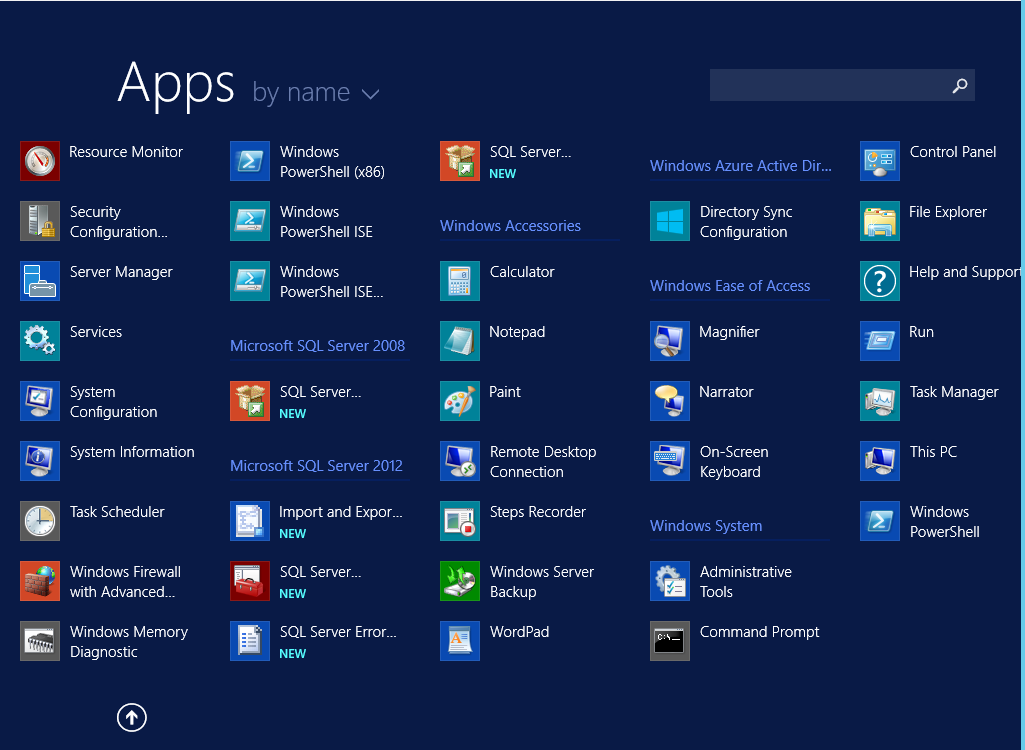 Apps by name
Resource Monitor
Security
Configuration...
Server Manager
Services
System
Configuration
System Information
Task Scheduler
Windows Firewall
with Advanced...
Windows Memory
Diagnostic
Windows
PowerShell (x86)
Windows
PowerShell ISE
Windows
PowerShell ISE...
Microsoft SQL Server 2008
SQL Server...
NEW
Microsoft SQL Server 2012
Import and Expor...
NEW
SQL Server...
NEW
SQL Server Error...
NEW
SQL Server...
NEW
Windows Accessories
Calculator
Notepad
Paint
Remote Desktop
Connection
Steps Recorder
Windows Server
Backup
WordPad
Windows Azure Active Dir...
Directory Sync
Configuration
Windows Ease of Access
Magnifier
Narrator
On-Screen
Keyboard
Windows System
Administrative
Tools
C:\_
Command Prompt
Control Panel
File Explorer
?
Help and Support
Run
Task Manager
This PC
Windows
PowerShell